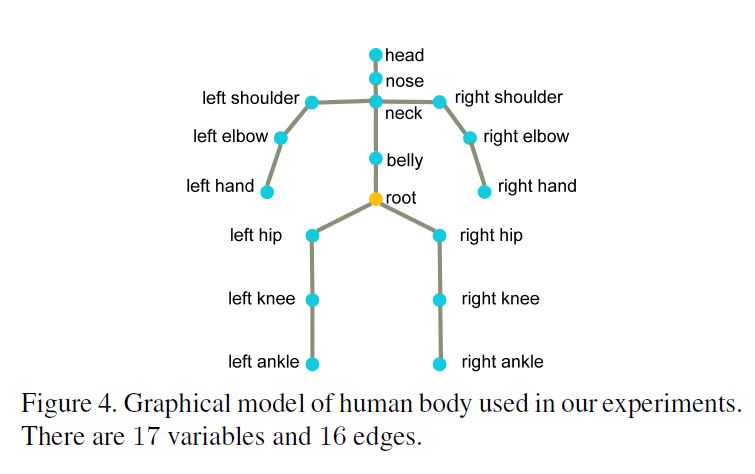 head
nose
left shoulder
right shoulder
neck
left elbow
right elbow
belly
left hand
right hand
root
left hip
right hip
left knee
right knee
left ankle
right ankle
Figure 4. Graphical model of human body used in our experiments.
There are 17 variables and 16 edges.